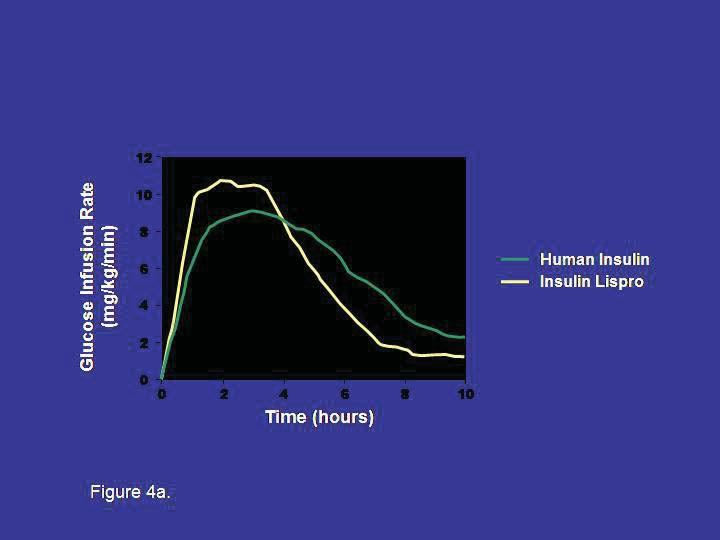 12
10
8
6
4
2
0
Glucose Infusion Rate
(mg/kg/min)
0 2 4 6 8 10
Time (hours)
Human Insulin
Insulin Lispro
Figure 4a.